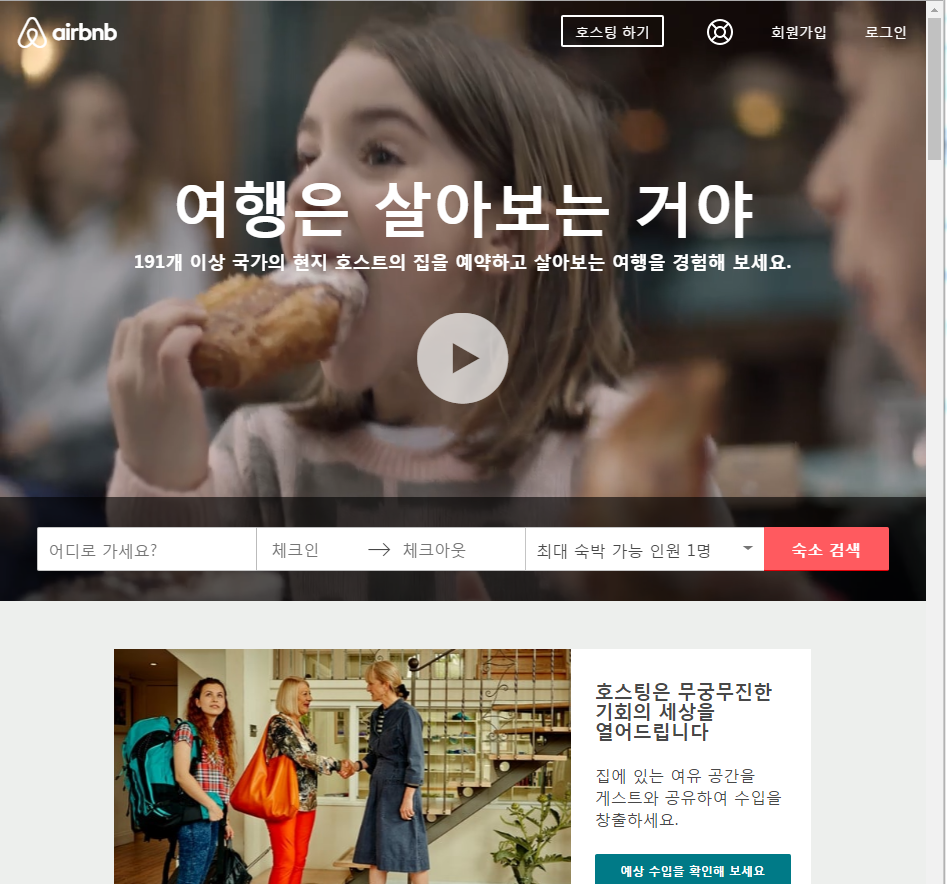 airbnb
호스팅 하기
회원가입
로그인
여행은 살아보는 거야
191개 이상 국가의 현지 호스트의 집을 예약하고 살아보는 여행을 경험해 보세요.
어디로 가세요?
체크인
체크아웃
최대 숙박 가능 인원 1명
숙소 검색
호스팅은 무궁무진한
기회의 세상을
열어드립니다
집에 있는 여유 공간을
게스트와 공유하여 수입을
창출하세요.
예상 수입을 확인해 보세요